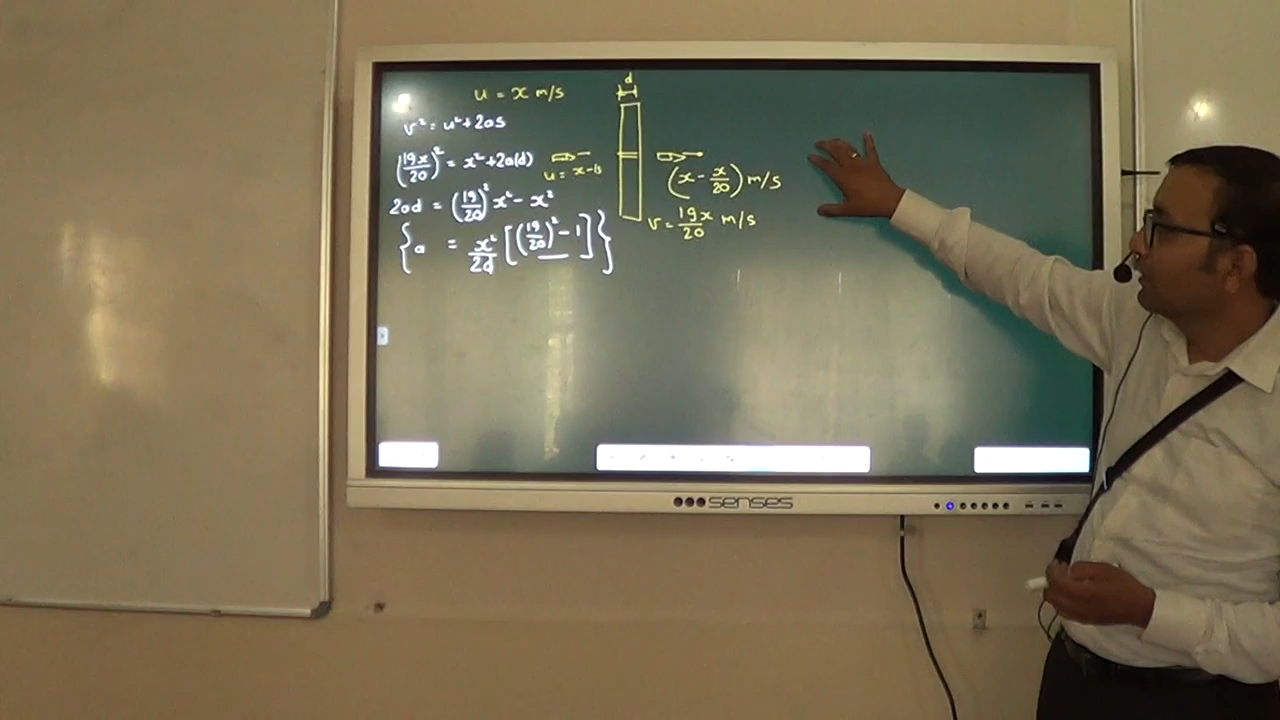 u = x m/s
d
v² = u² + 2as
(19x/20)² = x² + 2a(d)
u = x m/s
(x - x/20) m/s
2ad = (19/20)² x² - x²
v = 19x/20 m/s
{a = x²/2d [(19/20)² - 1]}
senses